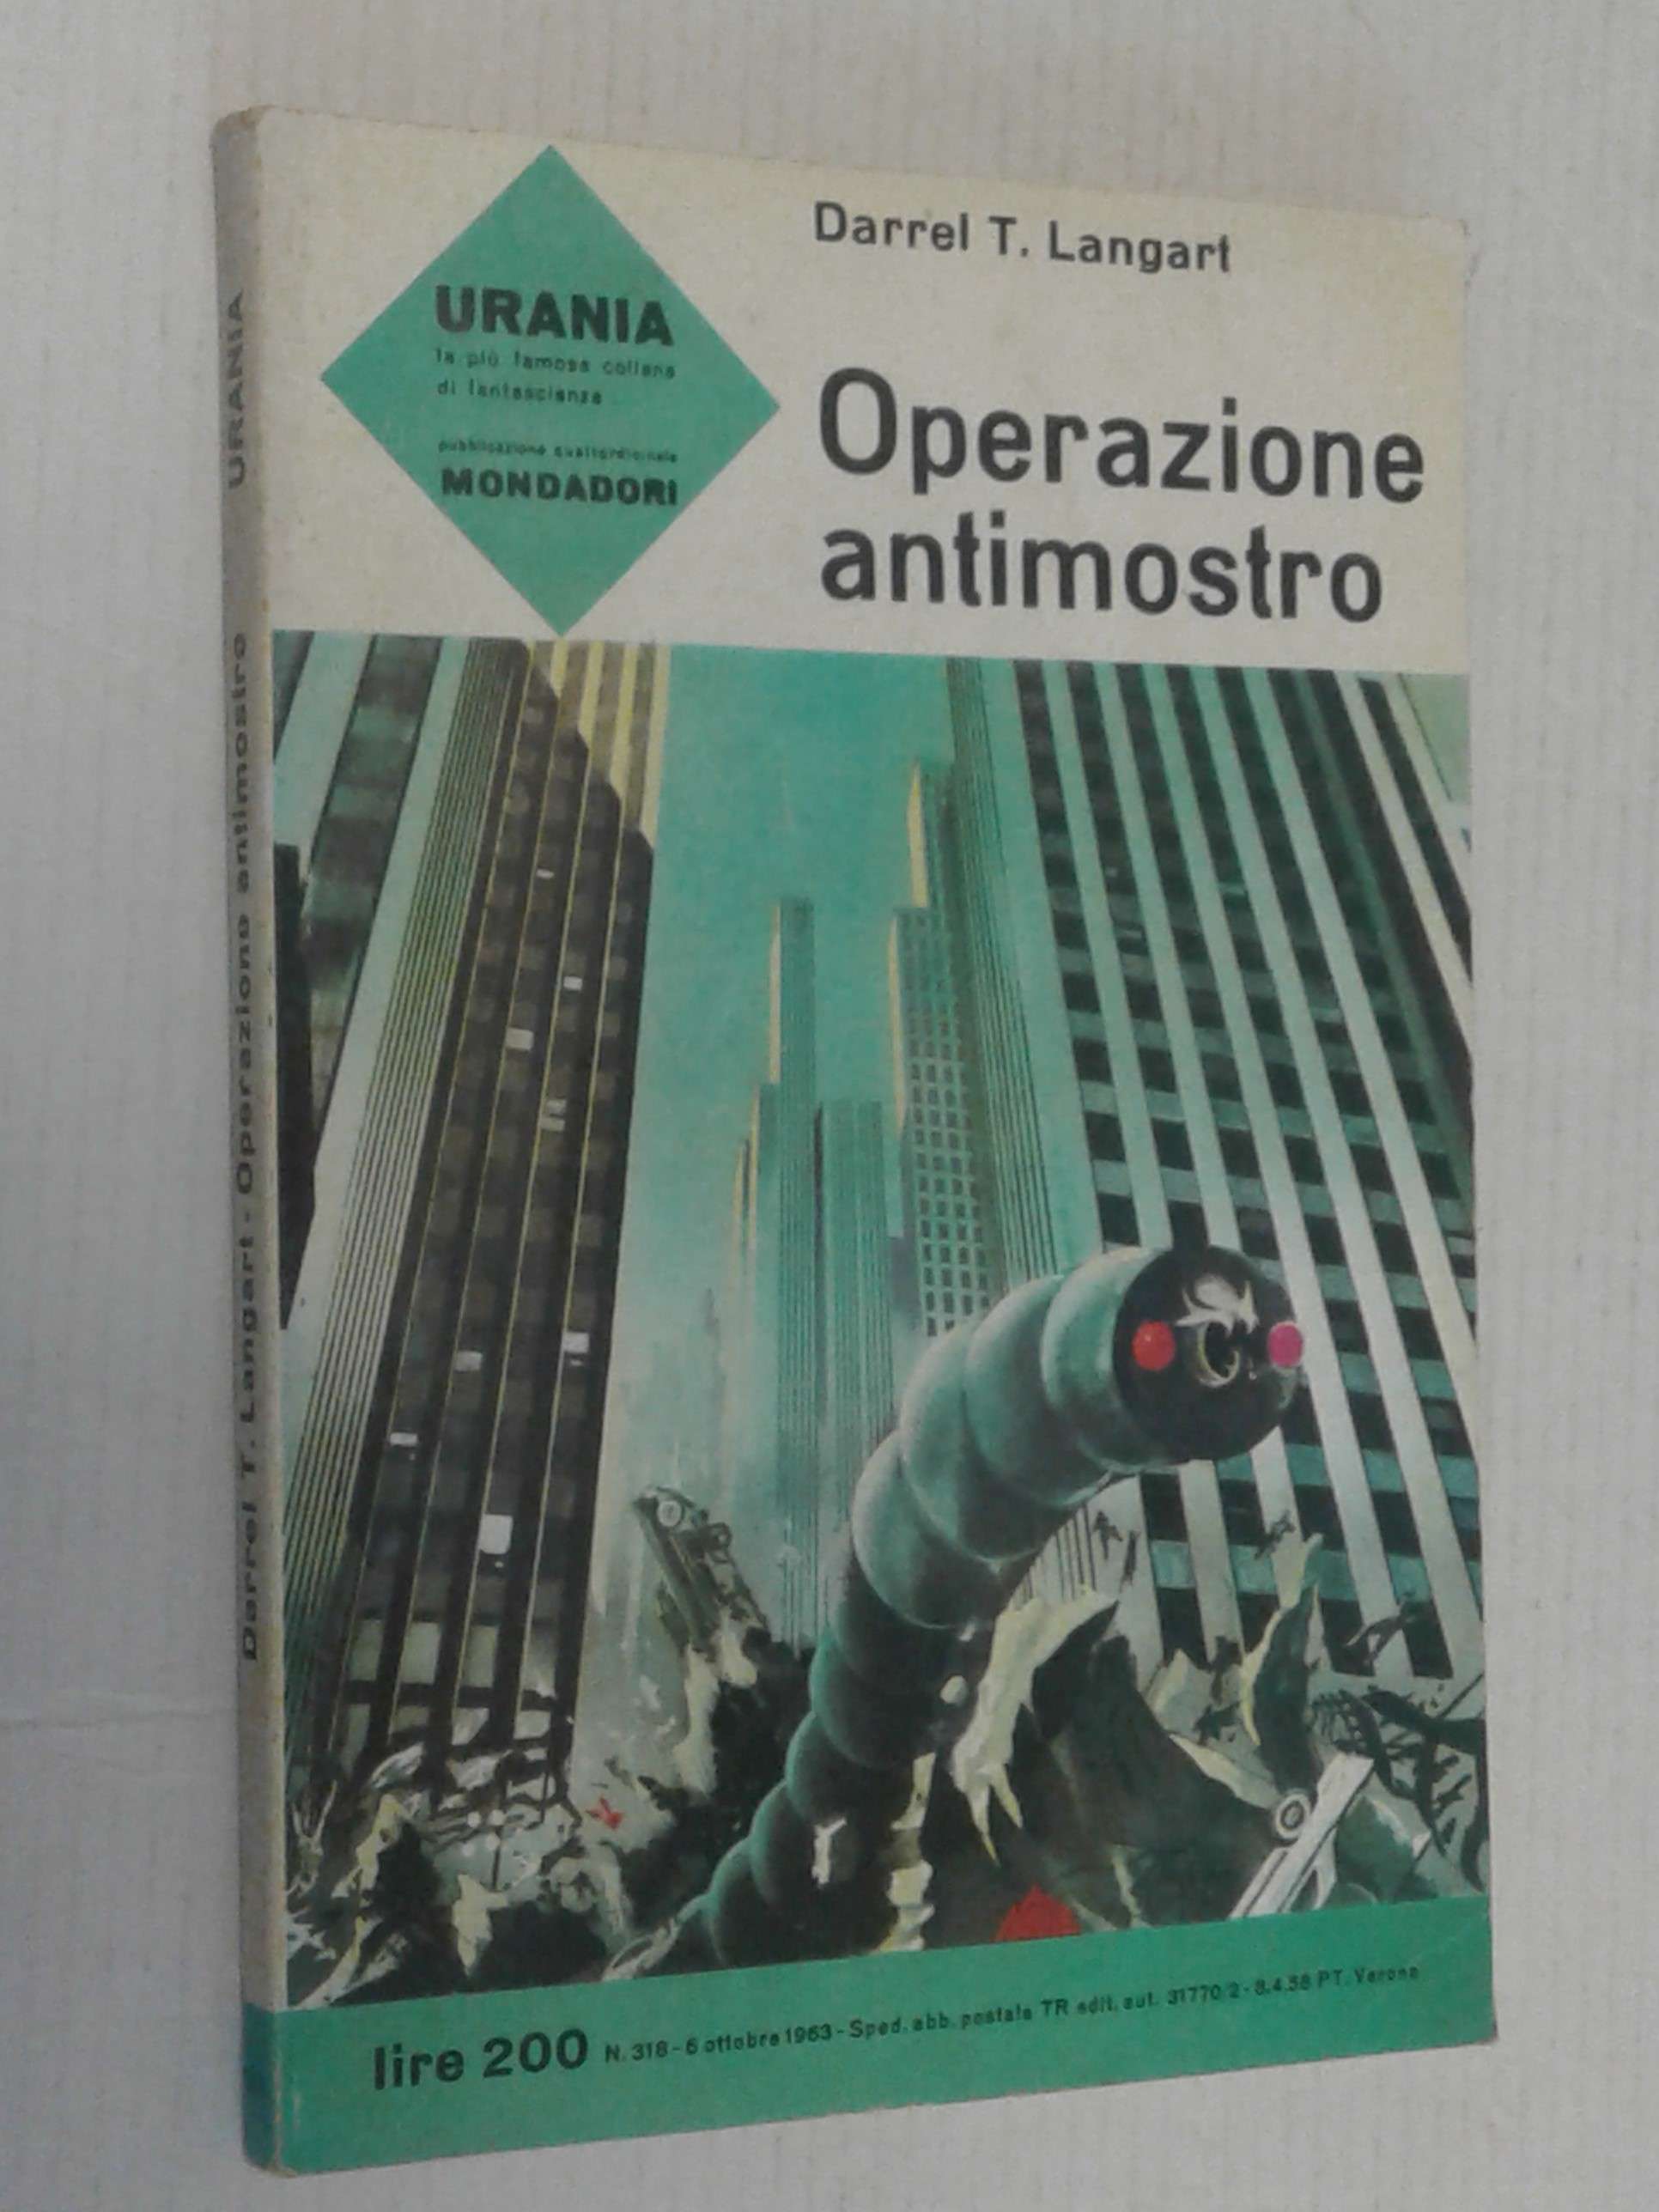 Darrel T. Langart
URANIA
la più famosa collana
di fantascienza
pubblicazione quattordicinale
MONDADORI
Operazione
antimostro
lire 200 N. 318 - 6 ottobre 1963 - Sped. abb. postale TR edit. aut. 31770/2 - 8.4.58 PT. Verona
Darrel T. Langart - Operazione antimostro URANIA